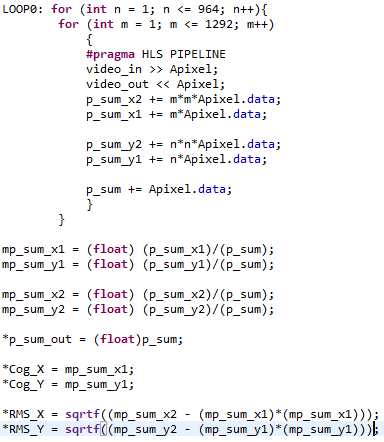 LOOP0: for (int n = 1; n <= 964; n++){
for (int m = 1; m <= 1292; m++)
{
#pragma HLS PIPELINE
video_in >> Apixel;
video_out << Apixel;
p_sum_x2 += m*m*Apixel.data;
p_sum_x1 += m*Apixel.data;
p_sum_y2 += n*n*Apixel.data;
p_sum_y1 += n*Apixel.data;
p_sum += Apixel.data;
}
}
mp_sum_x1 = (float) (p_sum_x1)/(p_sum);
mp_sum_y1 = (float) (p_sum_y1)/(p_sum);
mp_sum_x2 = (float) (p_sum_x2)/(p_sum);
mp_sum_y2 = (float) (p_sum_y2)/(p_sum);
*p_sum_out = (float)p_sum;
*Cog_X = mp_sum_x1;
*Cog_Y = mp_sum_y1;
*RMS_X = sqrtf((mp_sum_x2 - (mp_sum_x1)*(mp_sum_x1)));
*RMS_Y = sqrtf((mp_sum_y2 - (mp_sum_y1)*(mp_sum_y1)));